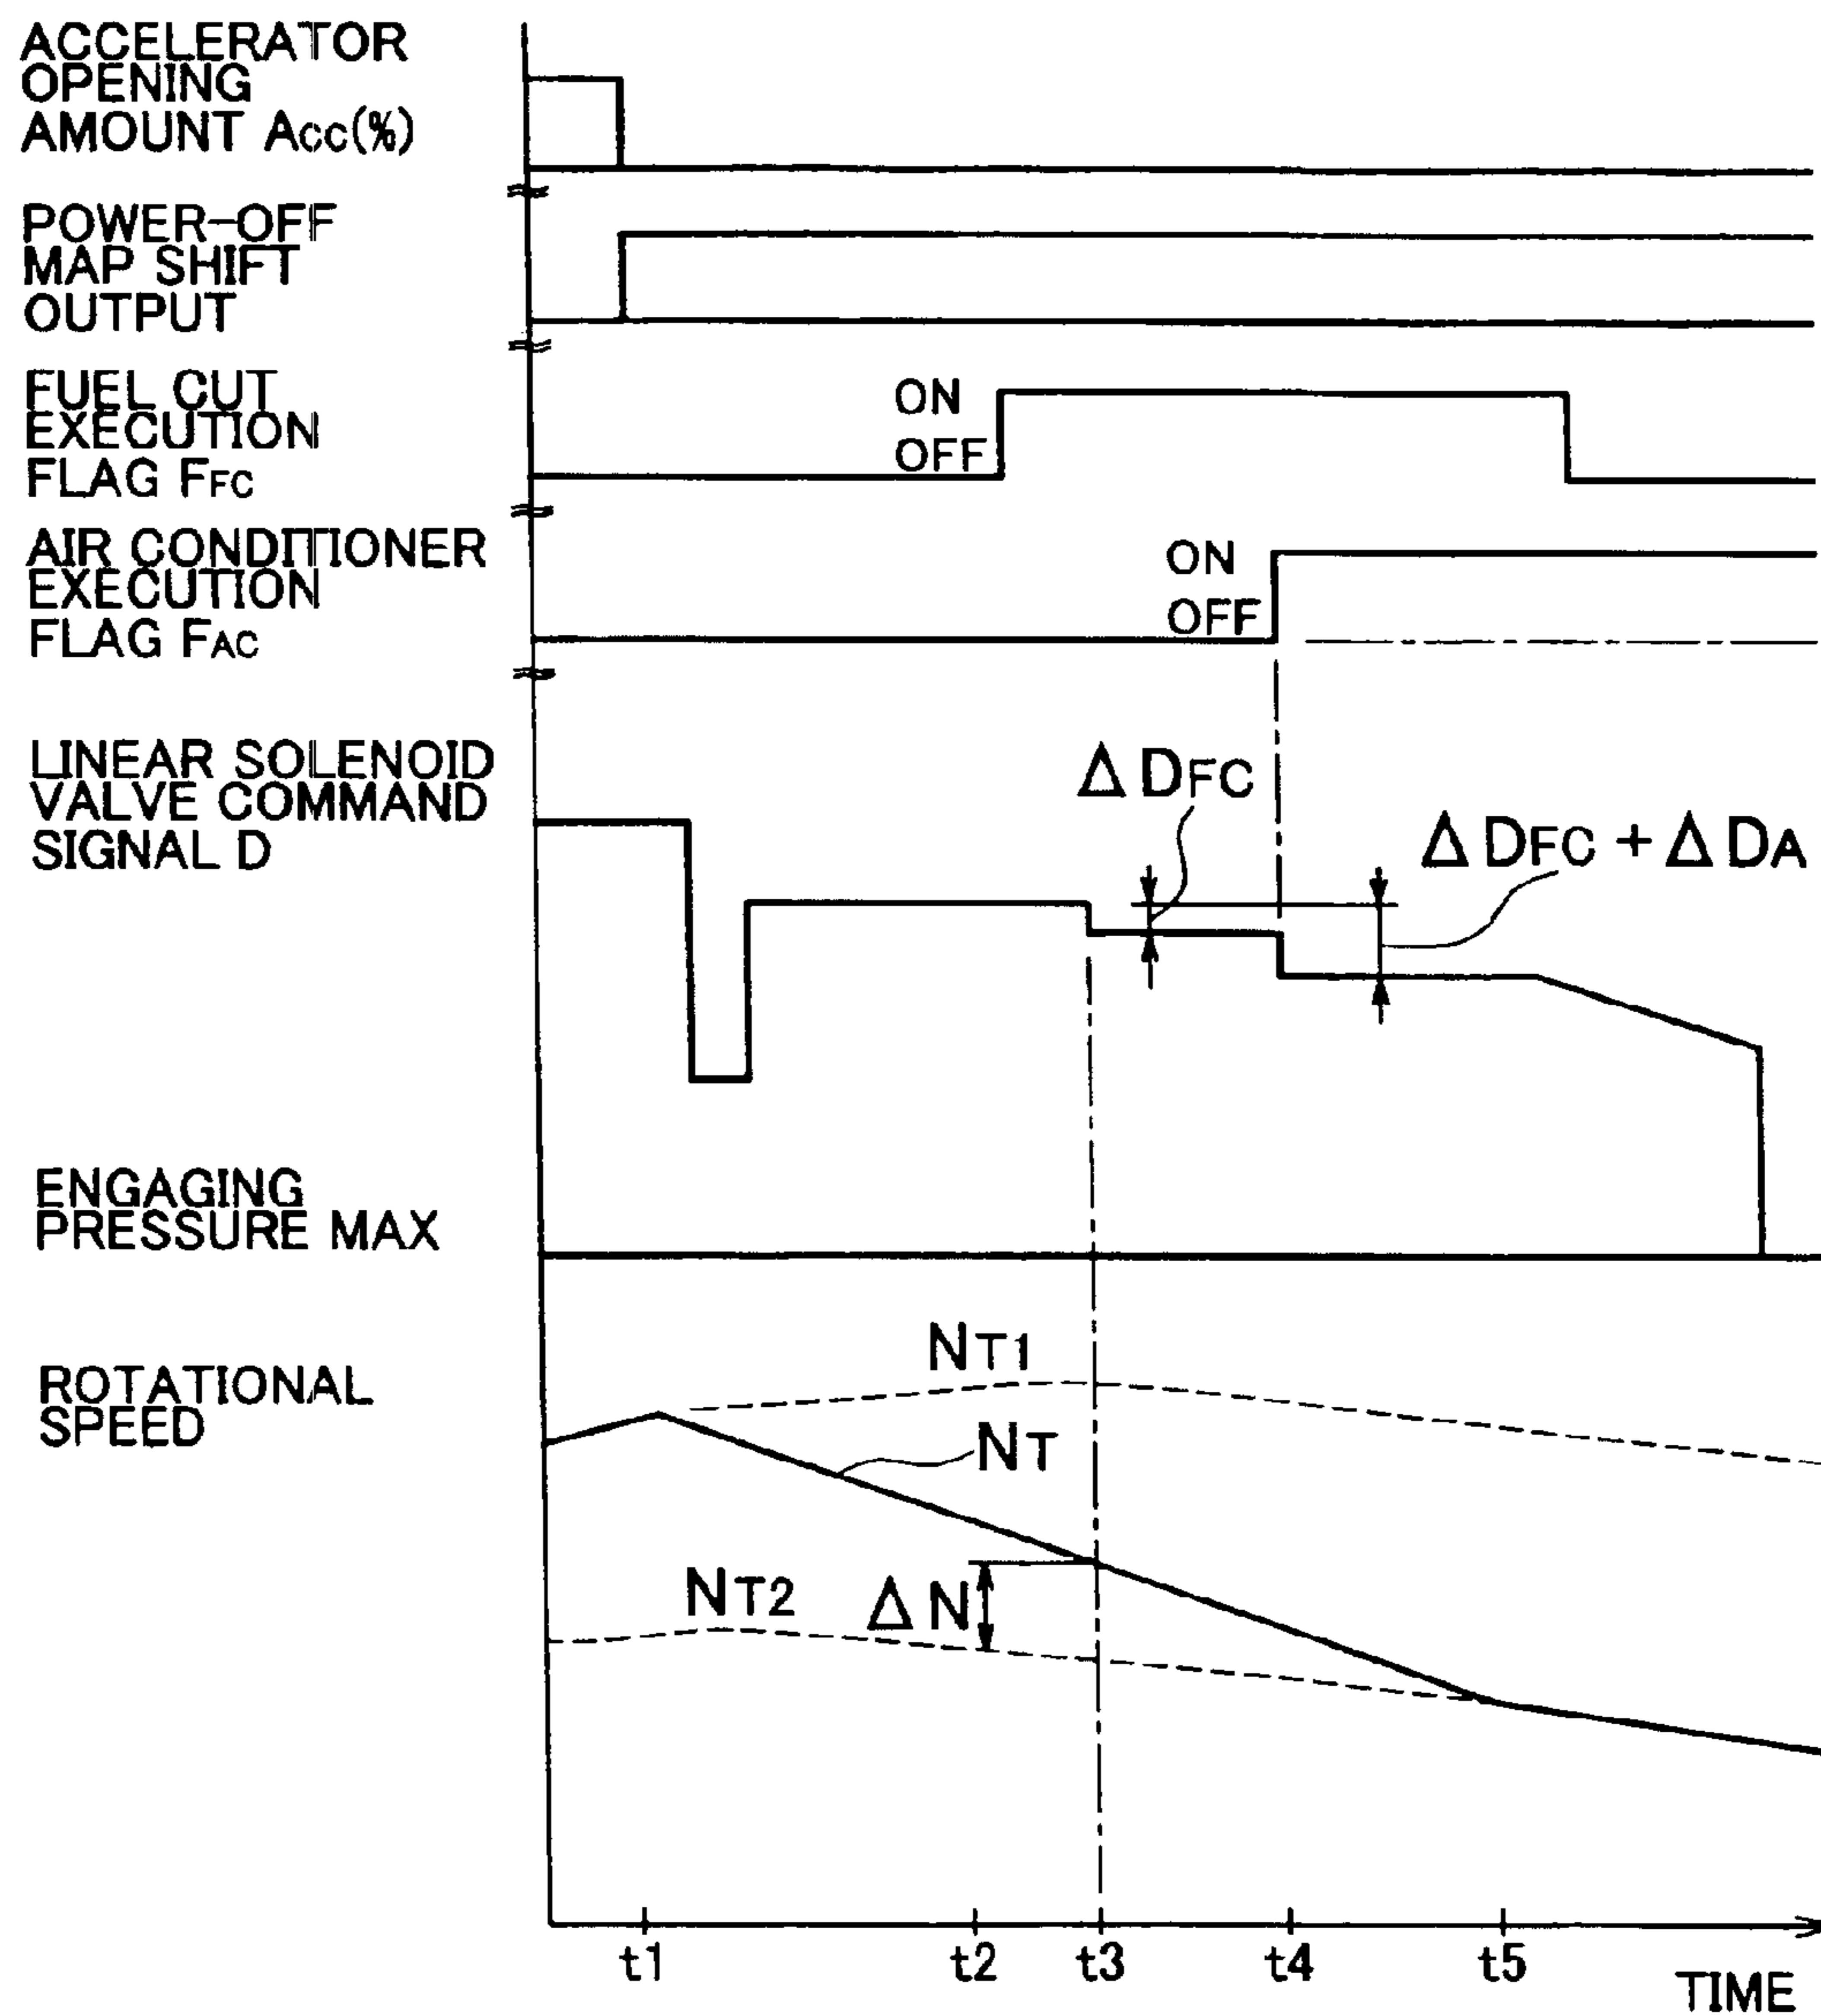 ACCELERATOR
OPENING
AMOUNT ACC(%)
POWER-OFF
MAP SHIFT
OUTPUT
FUEL CUT
EXECUTION
FLAG FFC
ON
OFF
AIR CONDITIONER
EXECUTION
FLAG FAC
ON
OFF
LINEAR SOLENOID
VALVE COMMAND
SIGNAL D
ΔDFC
ΔDFC + ΔDA
ENGAGING
PRESSURE MAX
ROTATIONAL
SPEED
NT1
NT
NT2
ΔN
t1 t2 t3 t4 t5
TIME